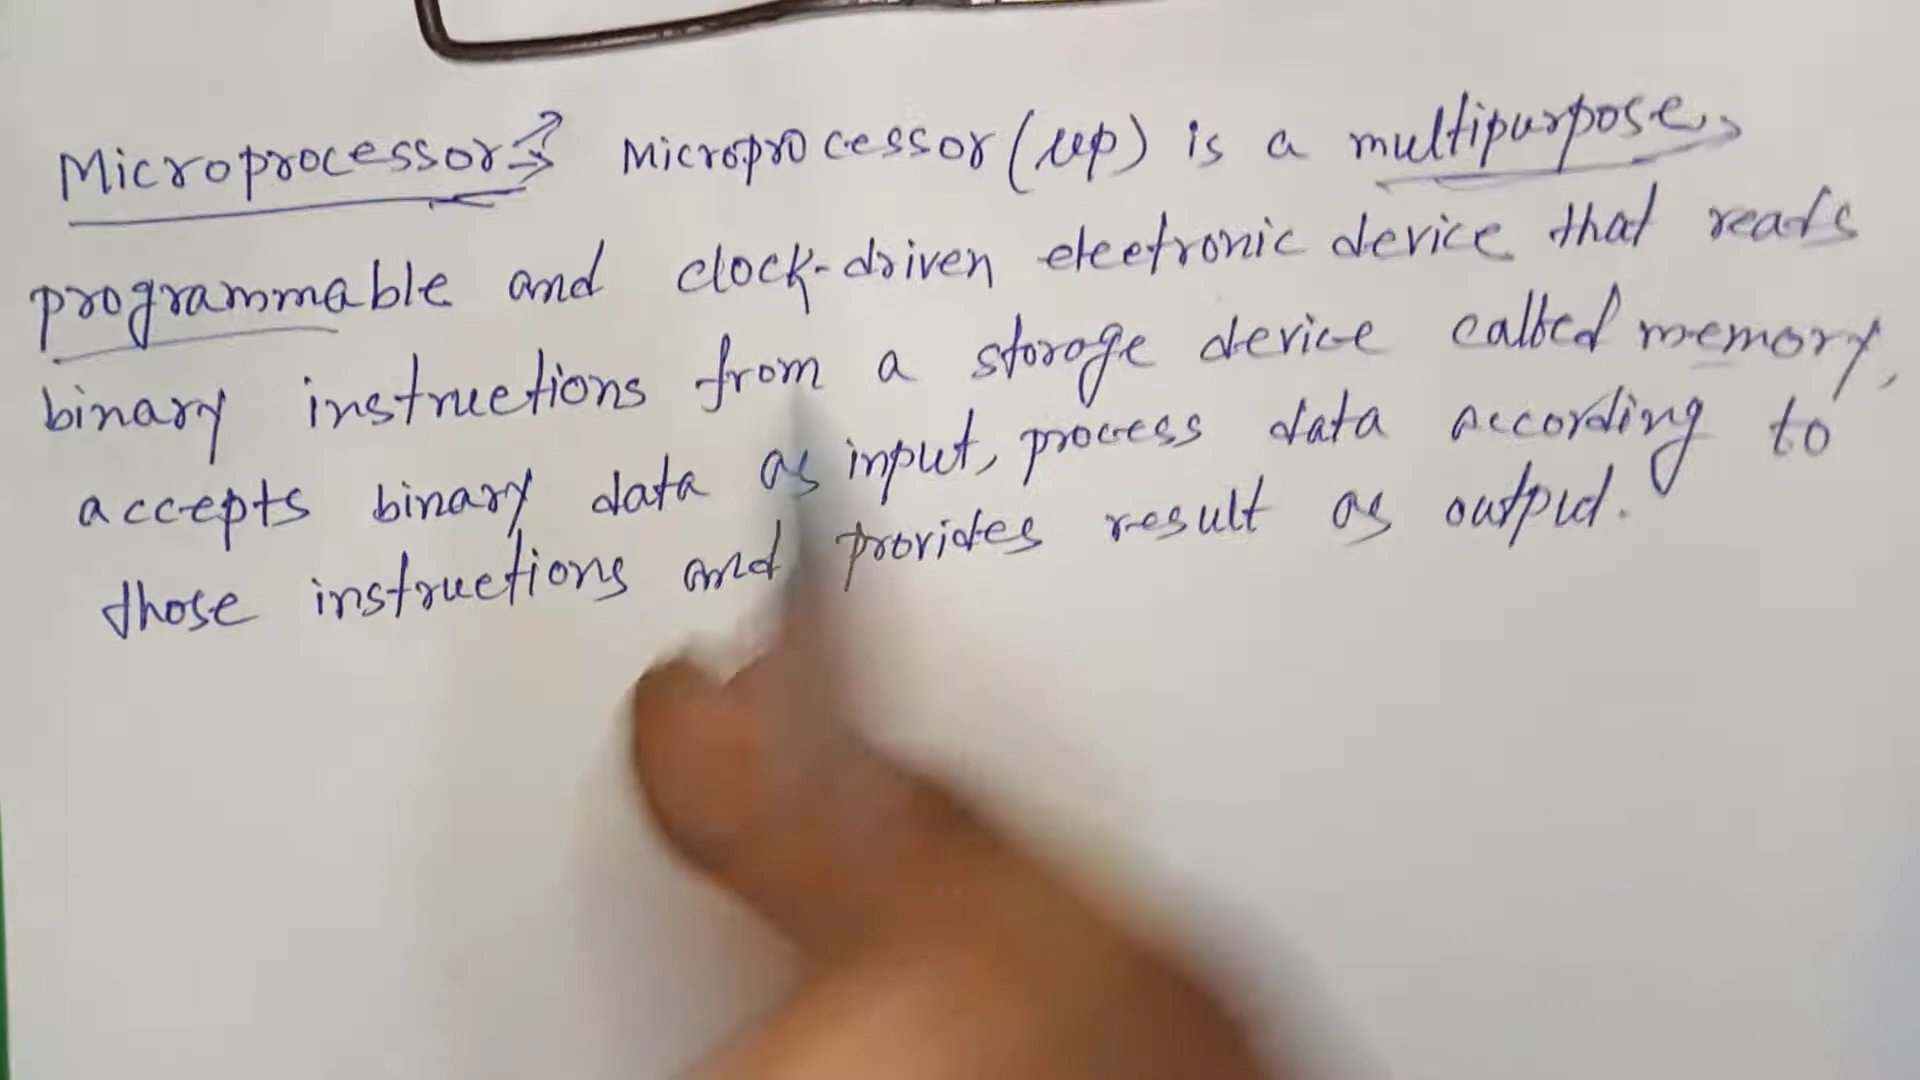 Microprocessor⇒ Microprocessor (μp) is a multipurpose,
programmable and clock-driven electronic device that reads
binary instructions from a storage device called memory,
accepts binary data as input, process data according to
those instructions and provides result as output.